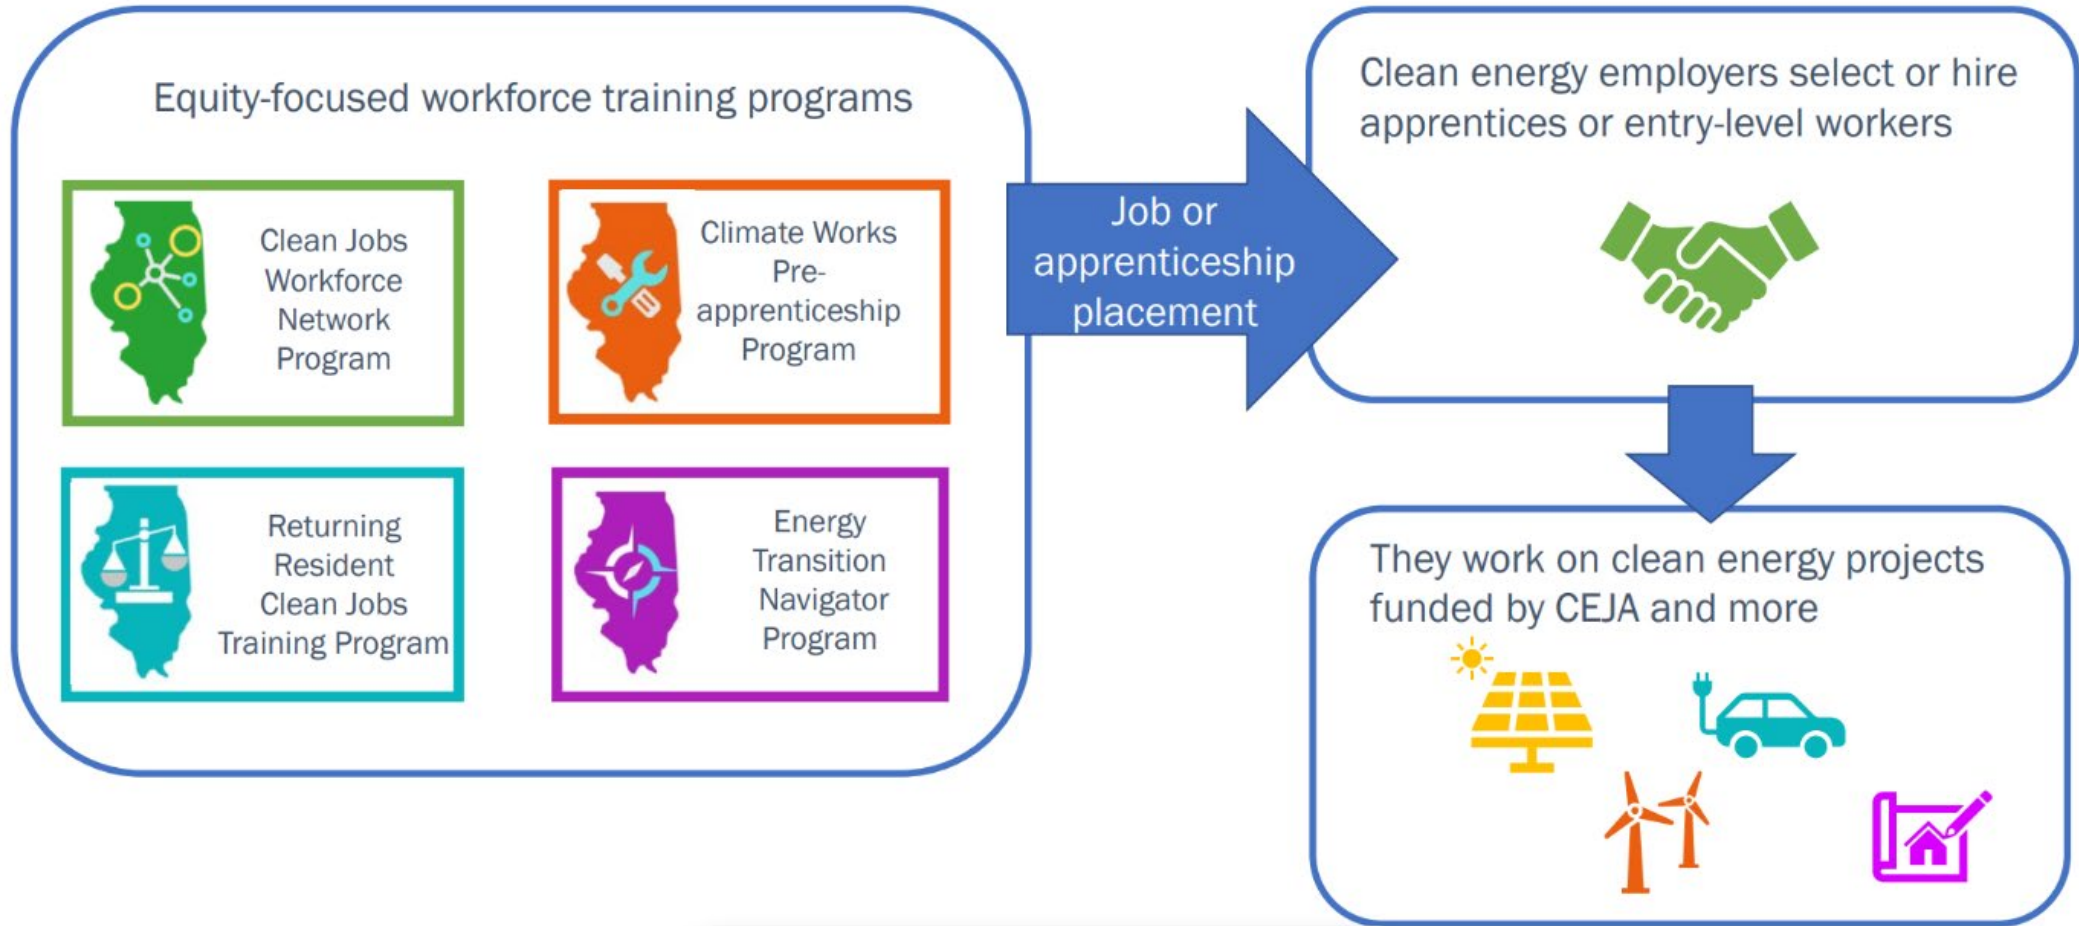 Equity-focused workforce training programs
Clean Jobs
Workforce
Network
Program
Climate Works
Pre-
apprenticeship
Program
Returning
Resident
Clean Jobs
Training Program
Energy
Transition
Navigator
Program
Job or
apprenticeship
placement
Clean energy employers select or hire
apprentices or entry-level workers
They work on clean energy projects
funded by CEJA and more